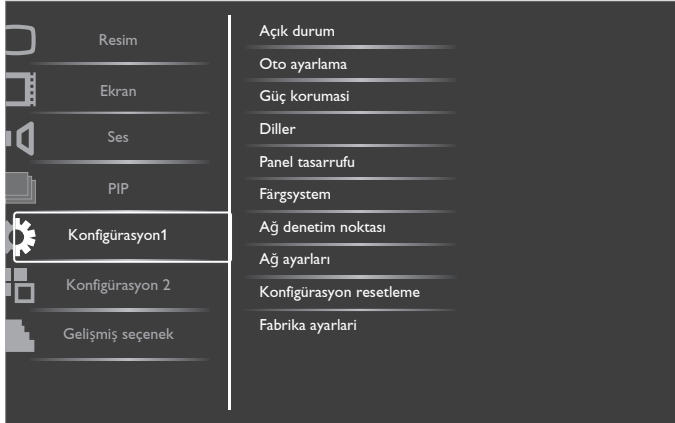 Resim
Ekran
Ses
PIP
Konfigürasyon1
Konfigürasyon 2
Gelişmiş seçenek
Açık durum
Oto ayarlama
Güç korumasi
Diller
Panel tasarrufu
Färgsystem
Ağ denetim noktası
Ağ ayarları
Konfigürasyon resetleme
Fabrika ayarlari